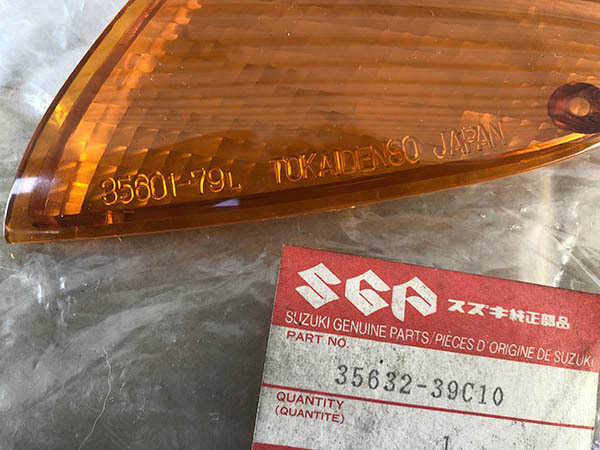 35601-79L TOKAIDENSO JAPAN
SGP スズキ純正部品
SUZUKI GENUINE PARTS/PIÈCES D'ORIGINE DE SUZUKI
PART NO.
35632-39C10
QUANTITY
(QUANTITÉ)
1